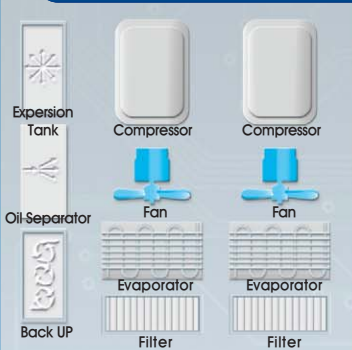 Expersion
Tank
Compressor
Compressor
Oil Separator
Fan
Fan
Evaporator
Evaporator
Back UP
Filter
Filter